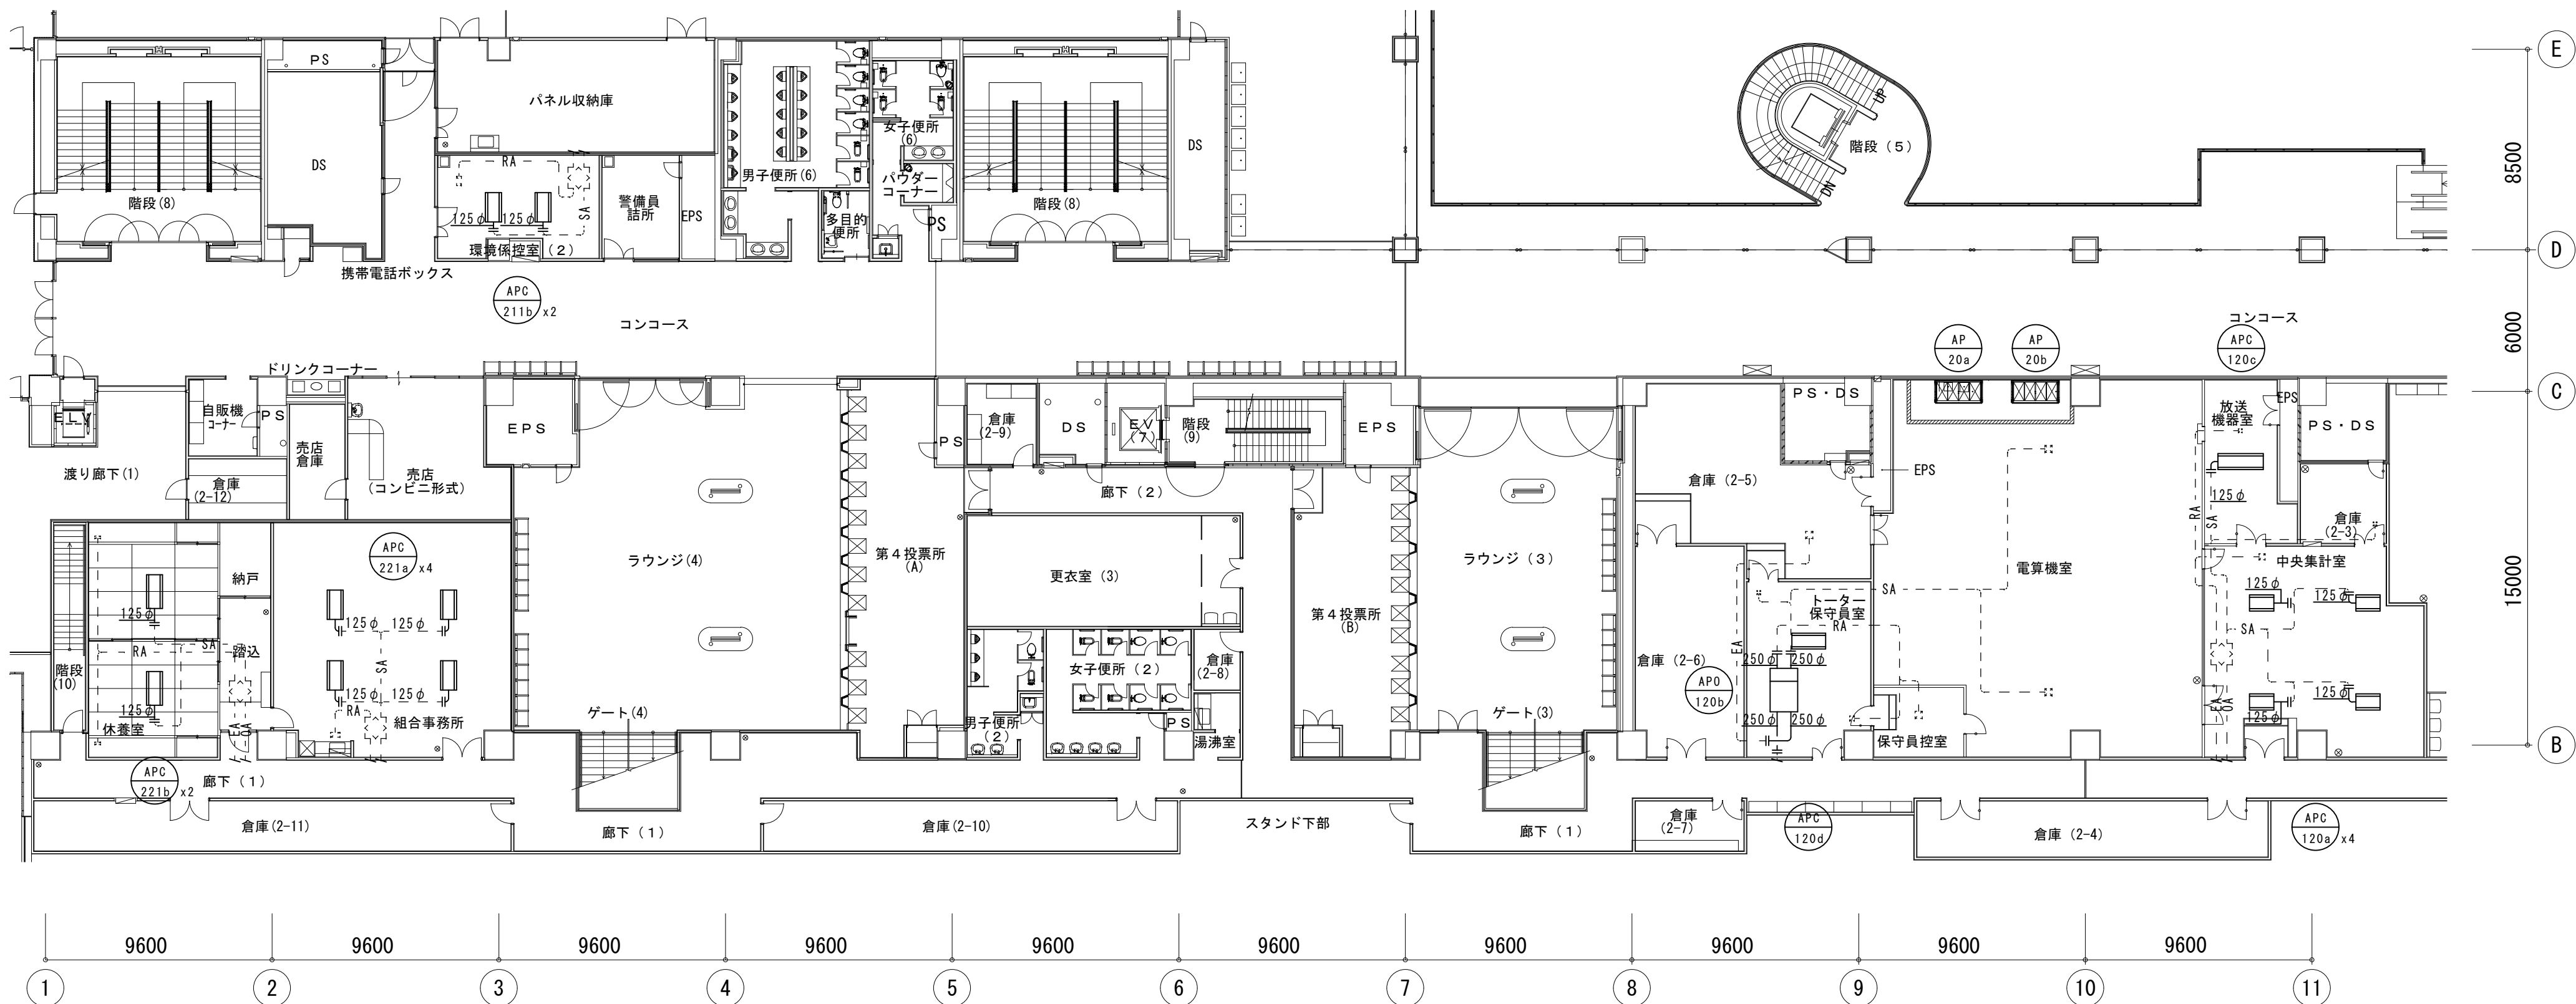 PS
DS
階段(8)
携帯電話ボックス
パネル収納庫
RA
SA
125φ
125φ
環境係控室(2)
警備員
詰所
EPS
男子便所(6)
多目的
便所
女子便所
(6)
パウダー
コーナー
PS
階段(8)
DS
UP
DN
階段(5)
E
8500
D
6000
C
15000
B
APC
211b
x2
コンコース
コンコース
AP
20a
AP
20b
APC
120c
ドリンクコーナー
ELV
自販機
コーナー
PS
売店
倉庫
売店
(コンビニ形式)
渡り廊下(1)
倉庫
(2-12)
EPS
ラウンジ(4)
第4投票所
(A)
PS
倉庫
(2-9)
DS
EV
(7)
階段
(9)
EPS
廊下(2)
更衣室(3)
第4投票所
(B)
ラウンジ(3)
PS・DS
倉庫(2-5)
EPS
電算機室
放送
機器室
EPS
PS・DS
125φ
RA
SA
倉庫
(2-3)
中央集計室
APC
221a
x4
納戸
125φ
RA
SA
踏込
125φ
階段
(10)
休養室
EA
OA
125φ
125φ
SA
125φ
125φ
RA
組合事務所
ゲート(4)
男子便所
(2)
女子便所(2)
倉庫
(2-8)
PS
湯沸室
ゲート(3)
倉庫(2-6)
EA
トーター
保守員室
RA
SA
250φ
250φ
APO
120b
250φ
250φ
保守員控室
125φ
125φ
SA
EA
OA
125φ
125φ
APC
221b
x2
廊下(1)
倉庫(2-11)
廊下(1)
倉庫(2-10)
スタンド下部
廊下(1)
倉庫
(2-7)
APC
120d
倉庫(2-4)
APC
120a
x4
9600
9600
9600
9600
9600
9600
9600
9600
9600
9600
1
2
3
4
5
6
7
8
9
10
11